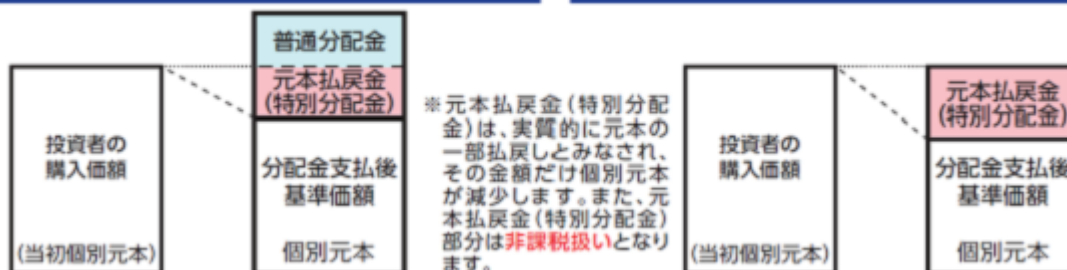 普通分配金
元本払戻金
(特別分配金)
投資者の
購入価額
(当初個別元本)
分配金支払後
基準価額
個別元本
※元本払戻金(特別分配
金)は、実質的に元本の
一部払戻しとみなされ、
その金額だけ個別元本
が減少します。また、元
本払戻金(特別分配金)
部分は非課税扱いとなり
ます。
投資者の
購入価額
(当初個別元本)
元本払戻金
(特別分配金)
分配金支払後
基準価額
個別元本